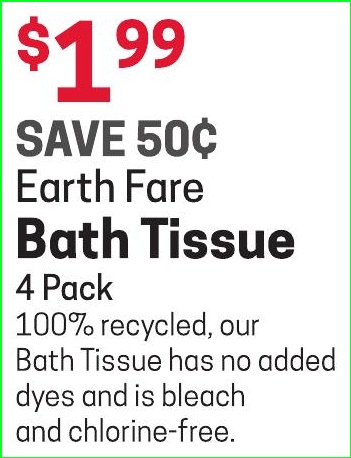 $1 99
SAVE 50¢
Earth Fare
Bath Tissue
4 Pack
100% recycled, our
Bath Tissue has no added
dyes and is bleach
and chlorine-free.